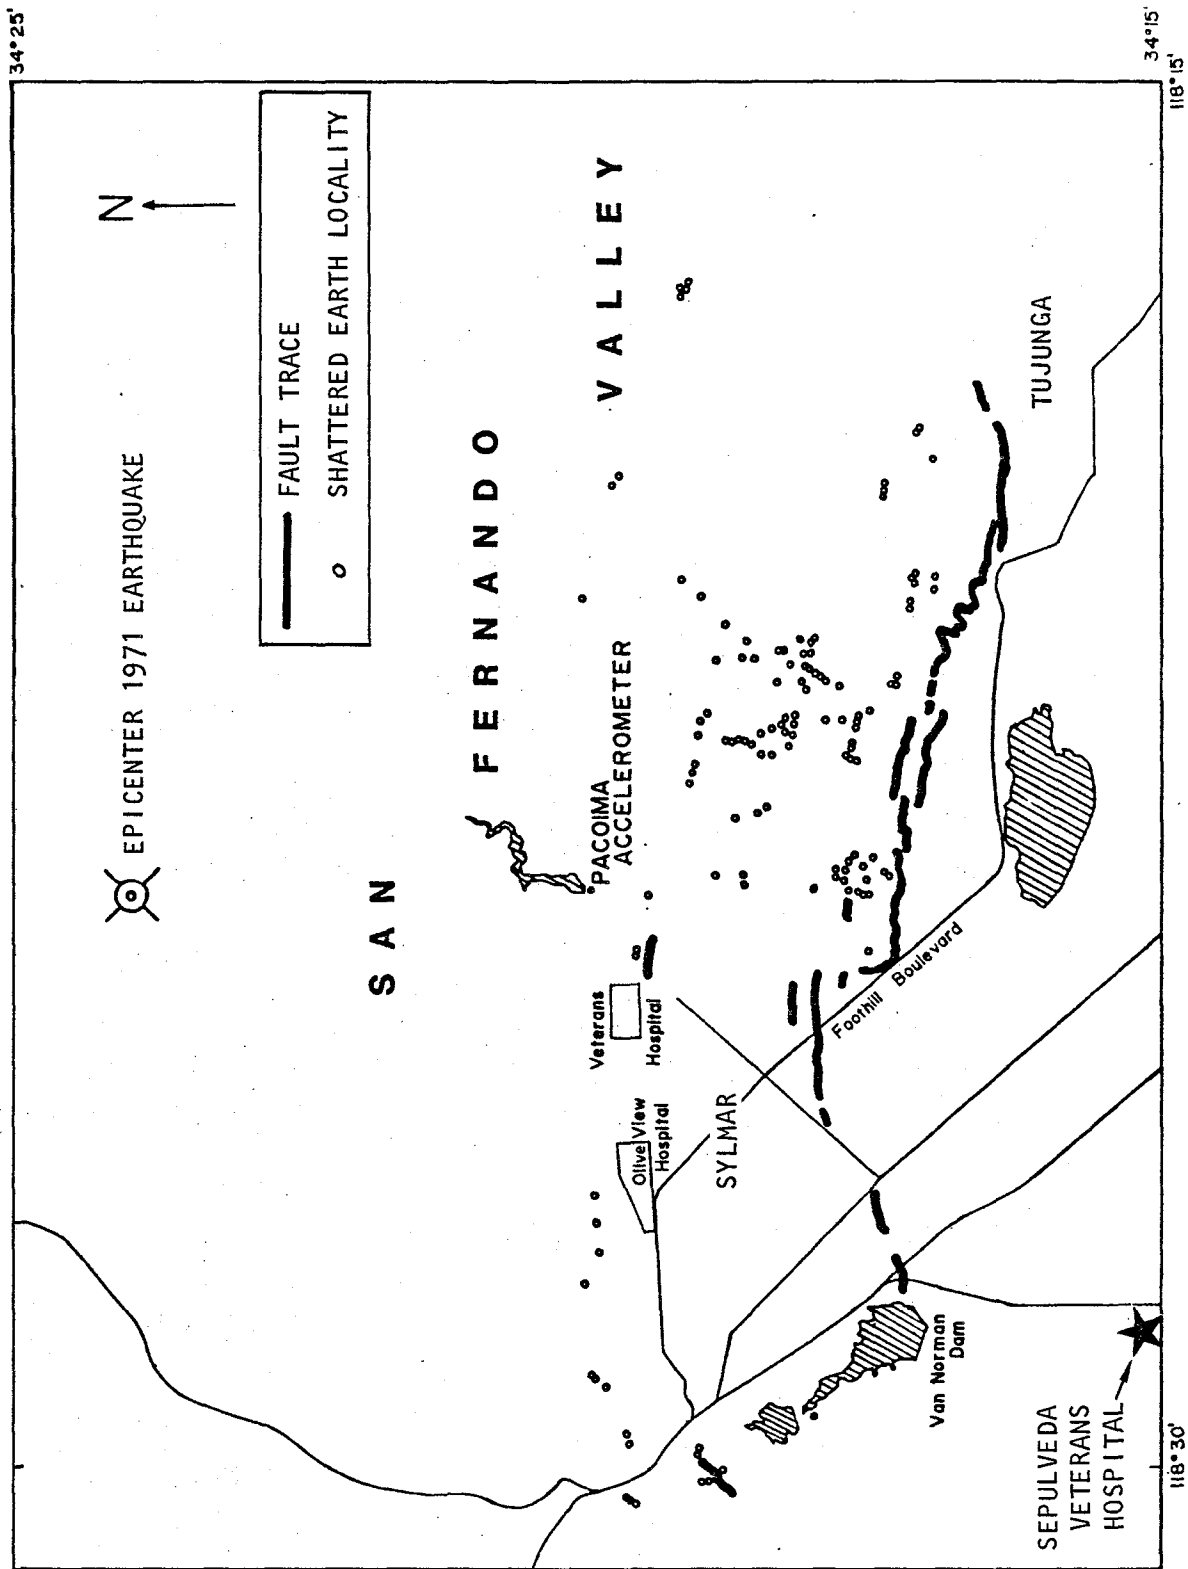 34°25'
34°15'
118°15'
N
FAULT TRACE
SHATTERED EARTH LOCALITY
EPICENTER 1971 EARTHQUAKE
SAN
FERNANDO
VALLEY
PACOIMA
ACCELEROMETER
Veterans
Hospital
Olive View
Hospital
SYLMAR
Foothill Boulevard
TUJUNGA
Van Norman
Dam
SEPULVEDA
VETERANS
HOSPITAL
118°30'